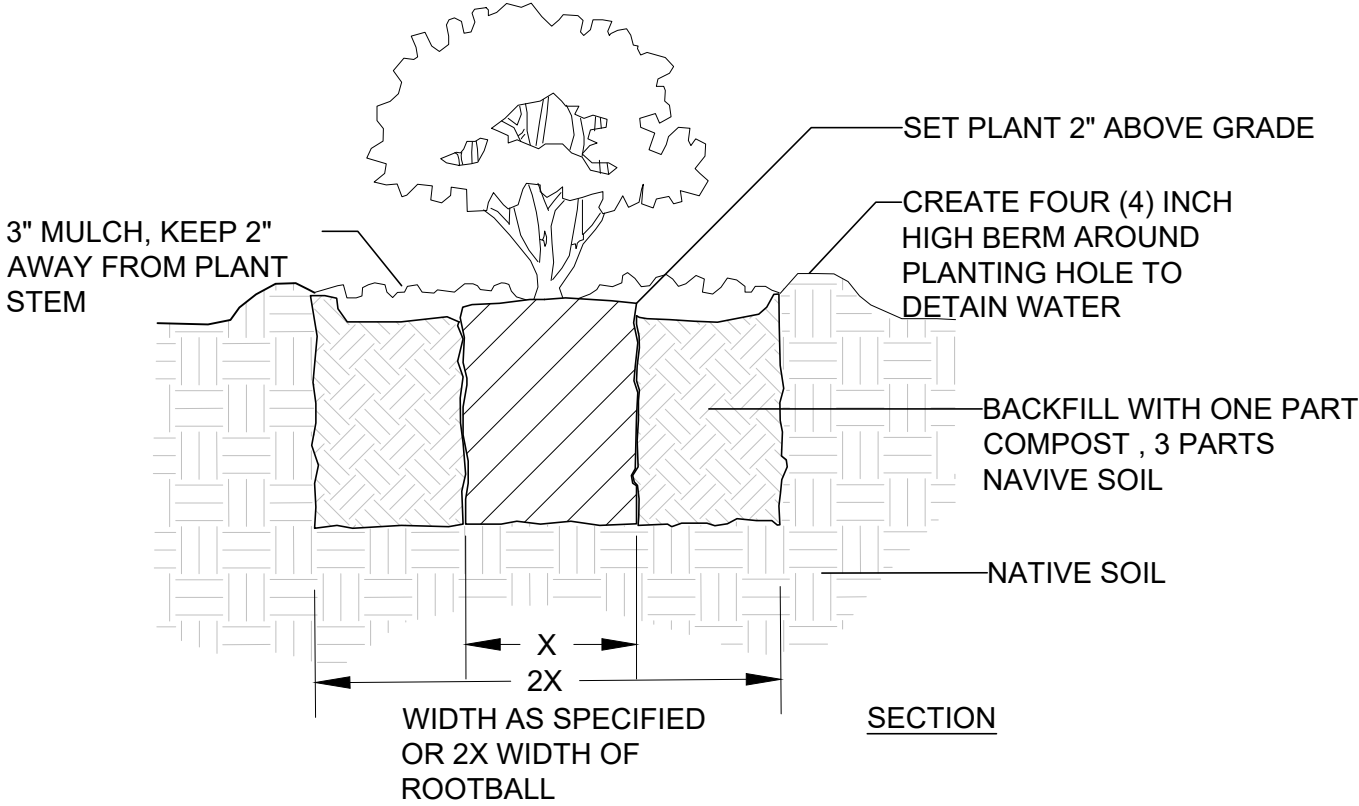 SET PLANT 2" ABOVE GRADE
3" MULCH, KEEP 2"
AWAY FROM PLANT
STEM
CREATE FOUR (4) INCH
HIGH BERM AROUND
PLANTING HOLE TO
DETAIN WATER
BACKFILL WITH ONE PART
COMPOST , 3 PARTS
NAVIVE SOIL
NATIVE SOIL
X
2X
WIDTH AS SPECIFIED
OR 2X WIDTH OF
ROOTBALL
SECTION